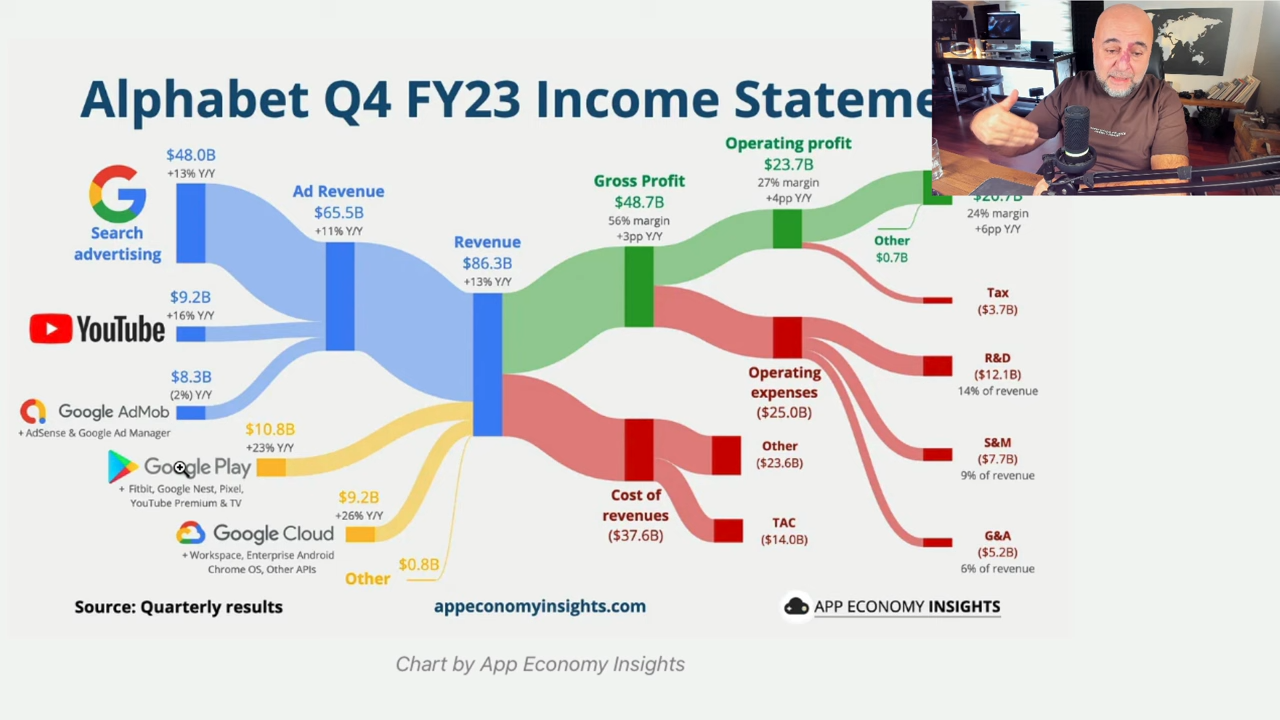 Alphabet Q4 FY23 Income Stateme
$48.0B
+13% Y/Y
Search
advertising
Ad Revenue
$65.5B
+11% Y/Y
$9.2B
+16% Y/Y
YouTube
$8.3B
(2%) Y/Y
Google AdMob
+ AdSense & Google Ad Manager
$10.8B
+23% Y/Y
Google Play
+ Fitbit, Google Nest, Pixel,
YouTube Premium & TV
$9.2B
+26% Y/Y
Google Cloud
+ Workspace, Enterprise Android
Chrome OS, Other APIs
$0.8B
Other
Revenue
$86.3B
+13% Y/Y
Gross Profit
$48.7B
56% margin
+3pp Y/Y
Operating profit
$23.7B
27% margin
+4pp Y/Y
$20.7B
24% margin
+6pp Y/Y
Other
$0.7B
Tax
($3.7B)
R&D
($12.1B)
14% of revenue
Operating
expenses
($25.0B)
S&M
($7.7B)
9% of revenue
G&A
($5.2B)
6% of revenue
Cost of
revenues
($37.6B)
Other
($23.6B)
TAC
($14.0B)
Source: Quarterly results
appeconomyinsights.com
APP ECONOMY INSIGHTS
Chart by App Economy Insights